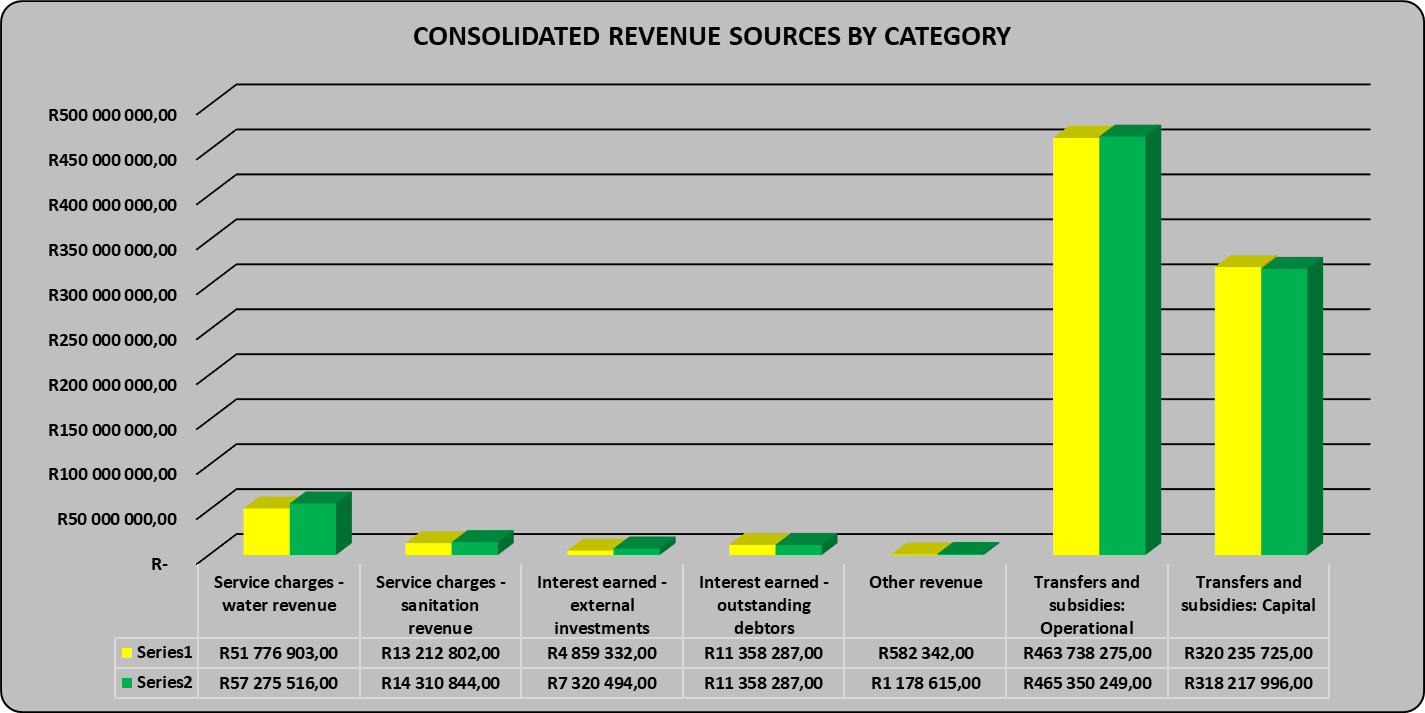 CONSOLIDATED REVENUE SOURCES BY CATEGORY
R500 000 000,00
R450 000 000,00
R400 000 000,00
R350 000 000,00
R300 000 000,00
R250 000 000,00
R200 000 000,00
R150 000 000,00
R100 000 000,00
R50 000 000,00
R-
Service charges -
water revenue
Service charges -
sanitation
revenue
Interest earned -
external
investments
Interest earned -
outstanding
debtors
Other revenue
Transfers and
subsidies:
Operational
Transfers and
subsidies: Capital
Series1 R51 776 903,00 R13 212 802,00 R4 859 332,00 R11 358 287,00 R582 342,00 R463 738 275,00 R320 235 725,00
Series2 R57 275 516,00 R14 310 844,00 R7 320 494,00 R11 358 287,00 R1 178 615,00 R465 350 249,00 R318 217 996,00